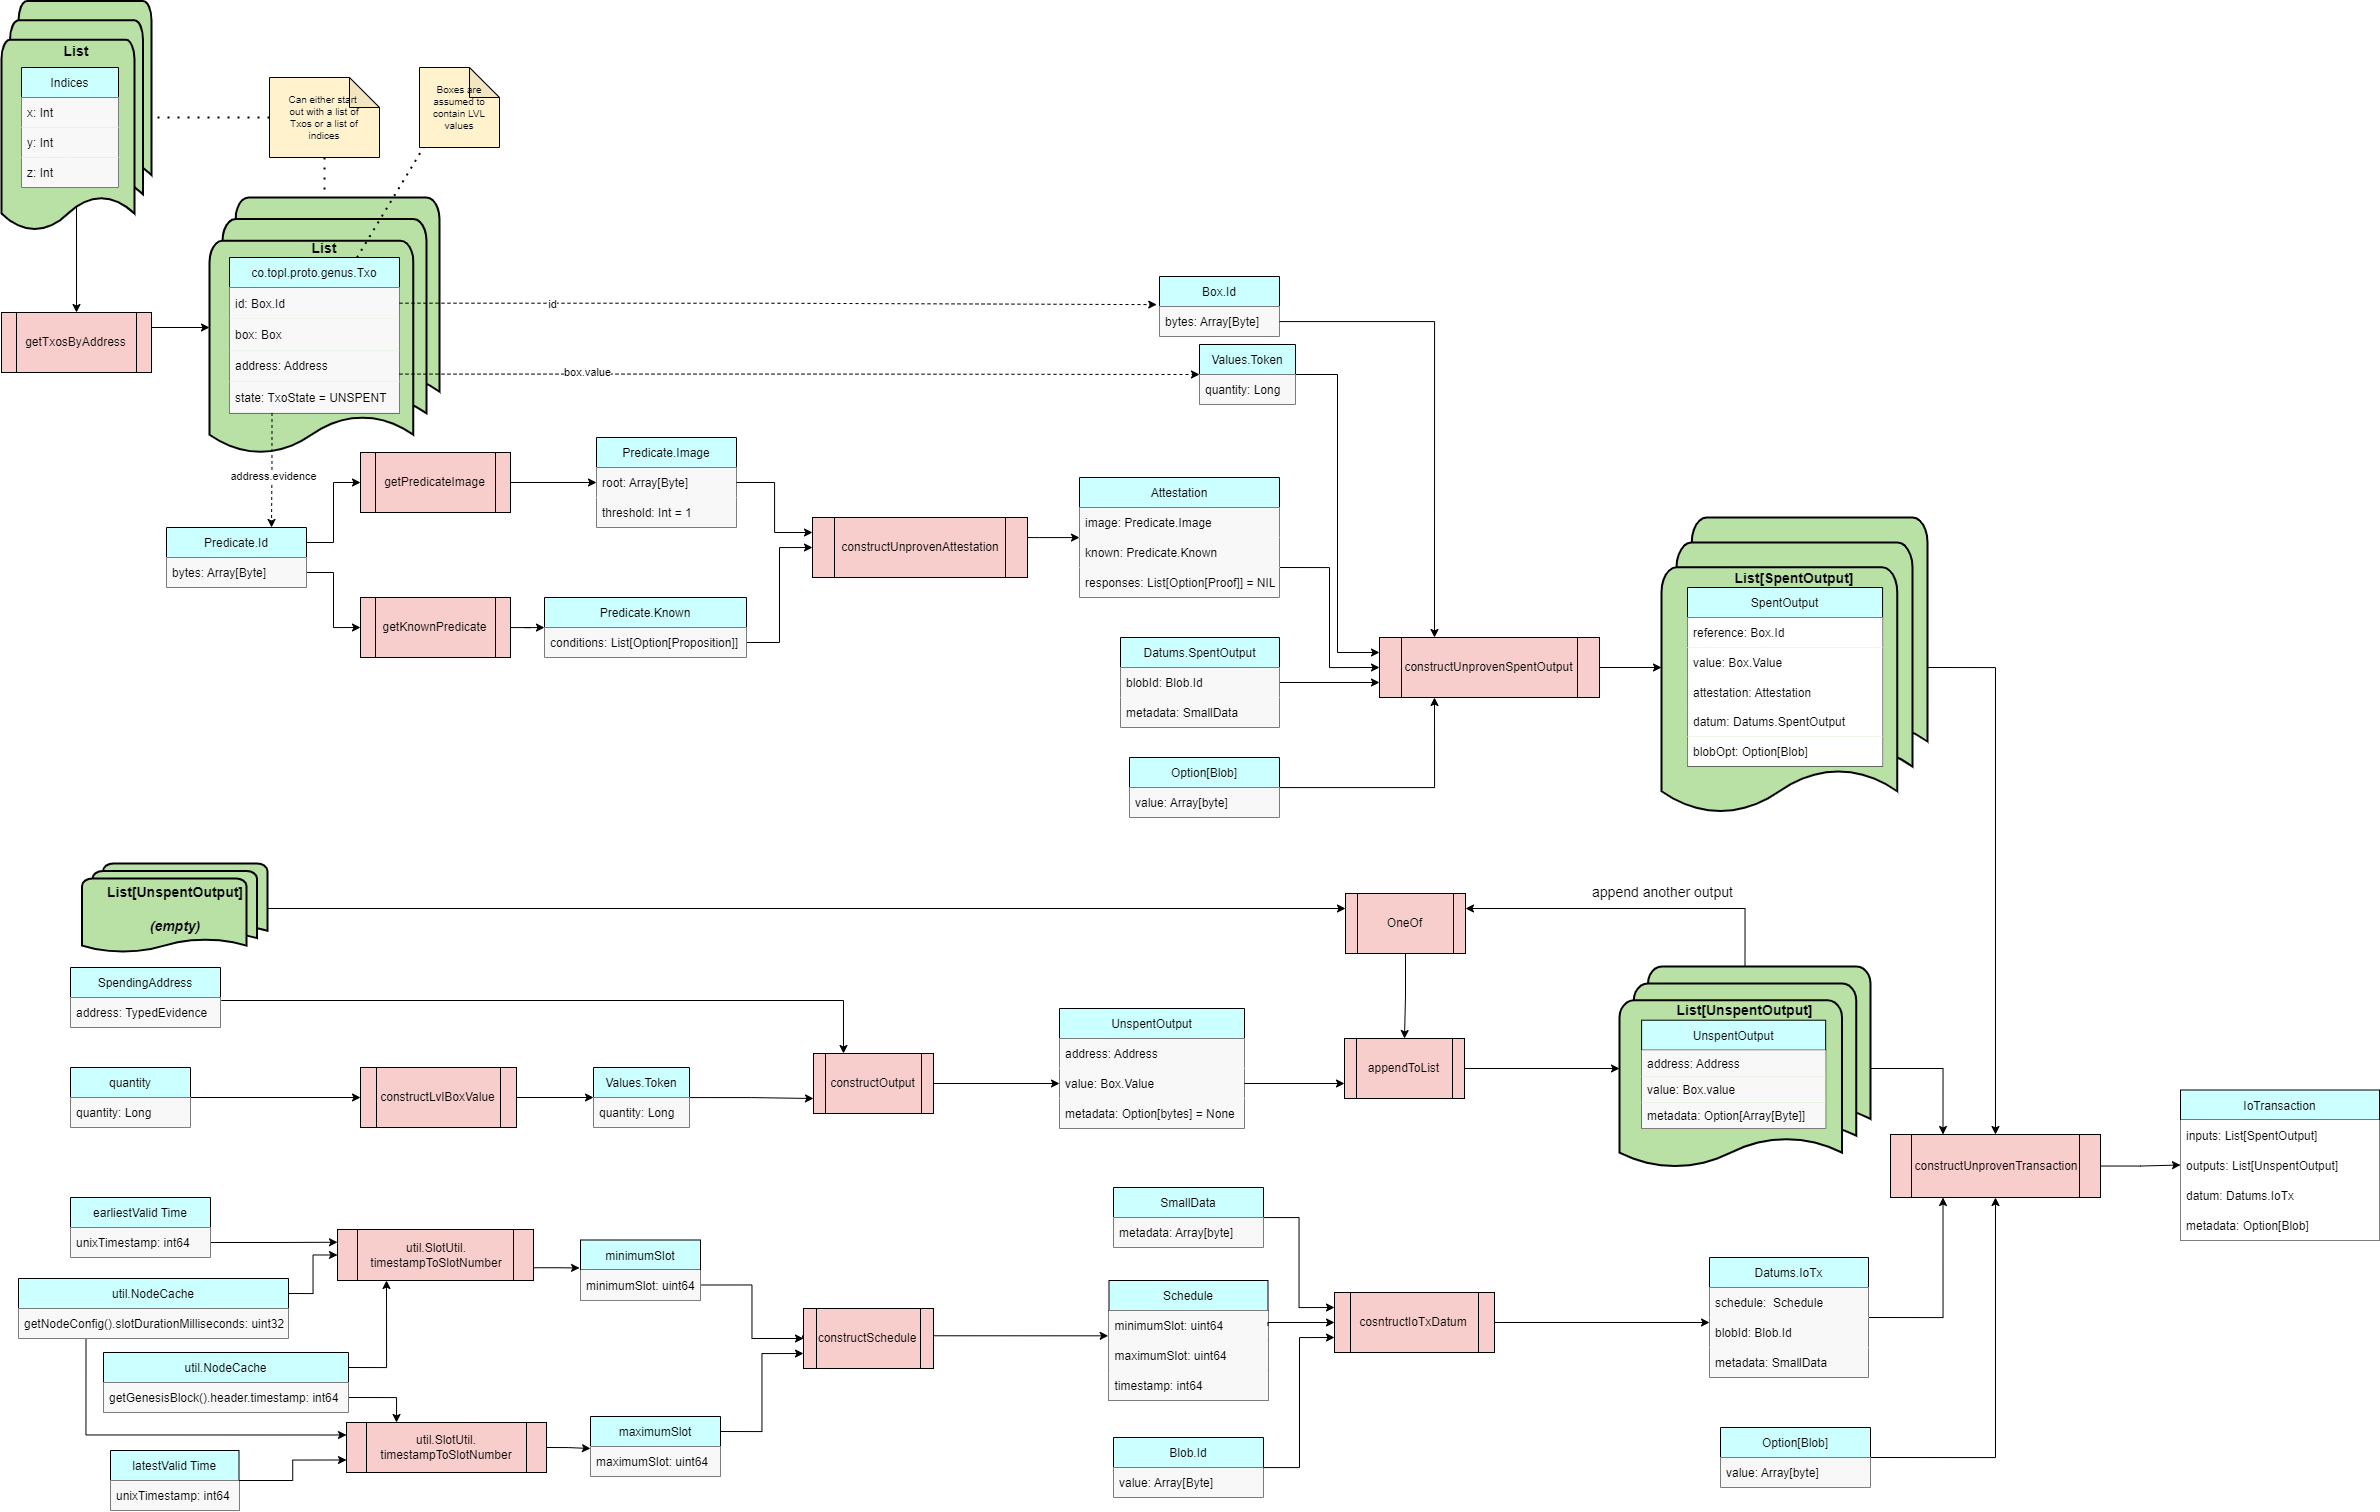 List
Indices
x: Int
y: Int
z: Int
Can either start
out with a list of
Txos or a list of
indices
Boxes are
assumed to
contain LVL
values
getTxosByAddress
List
co.topl.proto.genus.Txo
id: Box.Id
box: Box
address: Address
state: TxoState = UNSPENT
id
box.value
address.evidence
Box.Id
bytes: Array[Byte]
Values.Token
quantity: Long
Predicate.Id
bytes: Array[Byte]
getPredicateImage
Predicate.Image
root: Array[Byte]
threshold: Int = 1
getKnownPredicate
Predicate.Known
conditions: List[Option[Proposition]]
constructUnprovenAttestation
Attestation
image: Predicate.Image
known: Predicate.Known
responses: List[Option[Proof]] = NIL
Datums.SpentOutput
blobId: Blob.Id
metadata: SmallData
Option[Blob]
value: Array[byte]
constructUnprovenSpentOutput
List[SpentOutput]
SpentOutput
reference: Box.Id
value: Box.Value
attestation: Attestation
datum: Datums.SpentOutput
blobOpt: Option[Blob]
List[UnspentOutput]
(empty)
OneOf
append another output
SpendingAddress
address: TypedEvidence
quantity
quantity: Long
constructLvlBoxValue
Values.Token
quantity: Long
constructOutput
UnspentOutput
address: Address
value: Box.Value
metadata: Option[bytes] = None
appendToList
List[UnspentOutput]
UnspentOutput
address: Address
value: Box.value
metadata: Option[Array[Byte]]
constructUnprovenTransaction
IoTransaction
inputs: List[SpentOutput]
outputs: List[UnspentOutput]
datum: Datums.IoTx
metadata: Option[Blob]
earliestValid Time
unixTimestamp: int64
util.NodeCache
getNodeConfig().slotDurationMilliseconds: uint32
util.NodeCache
getGenesisBlock().header.timestamp: int64
latestValid Time
unixTimestamp: int64
util.SlotUtil.
timestampToSlotNumber
util.SlotUtil.
timestampToSlotNumber
minimumSlot
minimumSlot: uint64
maximumSlot
maximumSlot: uint64
constructSchedule
SmallData
metadata: Array[byte]
Schedule
minimumSlot: uint64
maximumSlot: uint64
timestamp: int64
Blob.Id
value: Array[Byte]
cosntructIoTxDatum
Datums.IoTx
schedule:  Schedule
blobId: Blob.Id
metadata: SmallData
Option[Blob]
value: Array[byte]